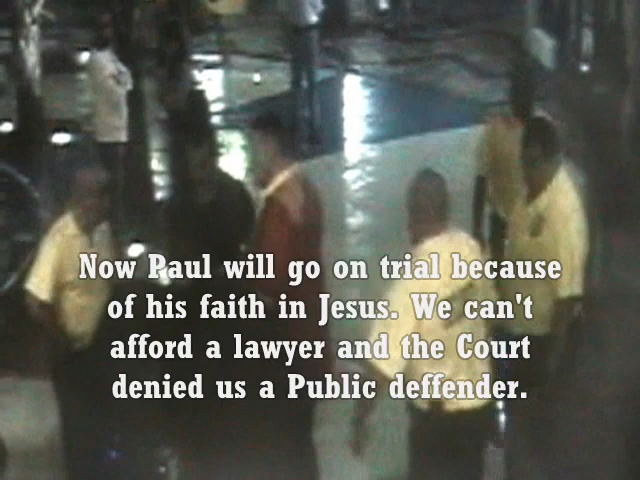 Now Paul will go on trial because
of his faith in Jesus. We can't
afford a lawyer and the Court
denied us a Public deffender.